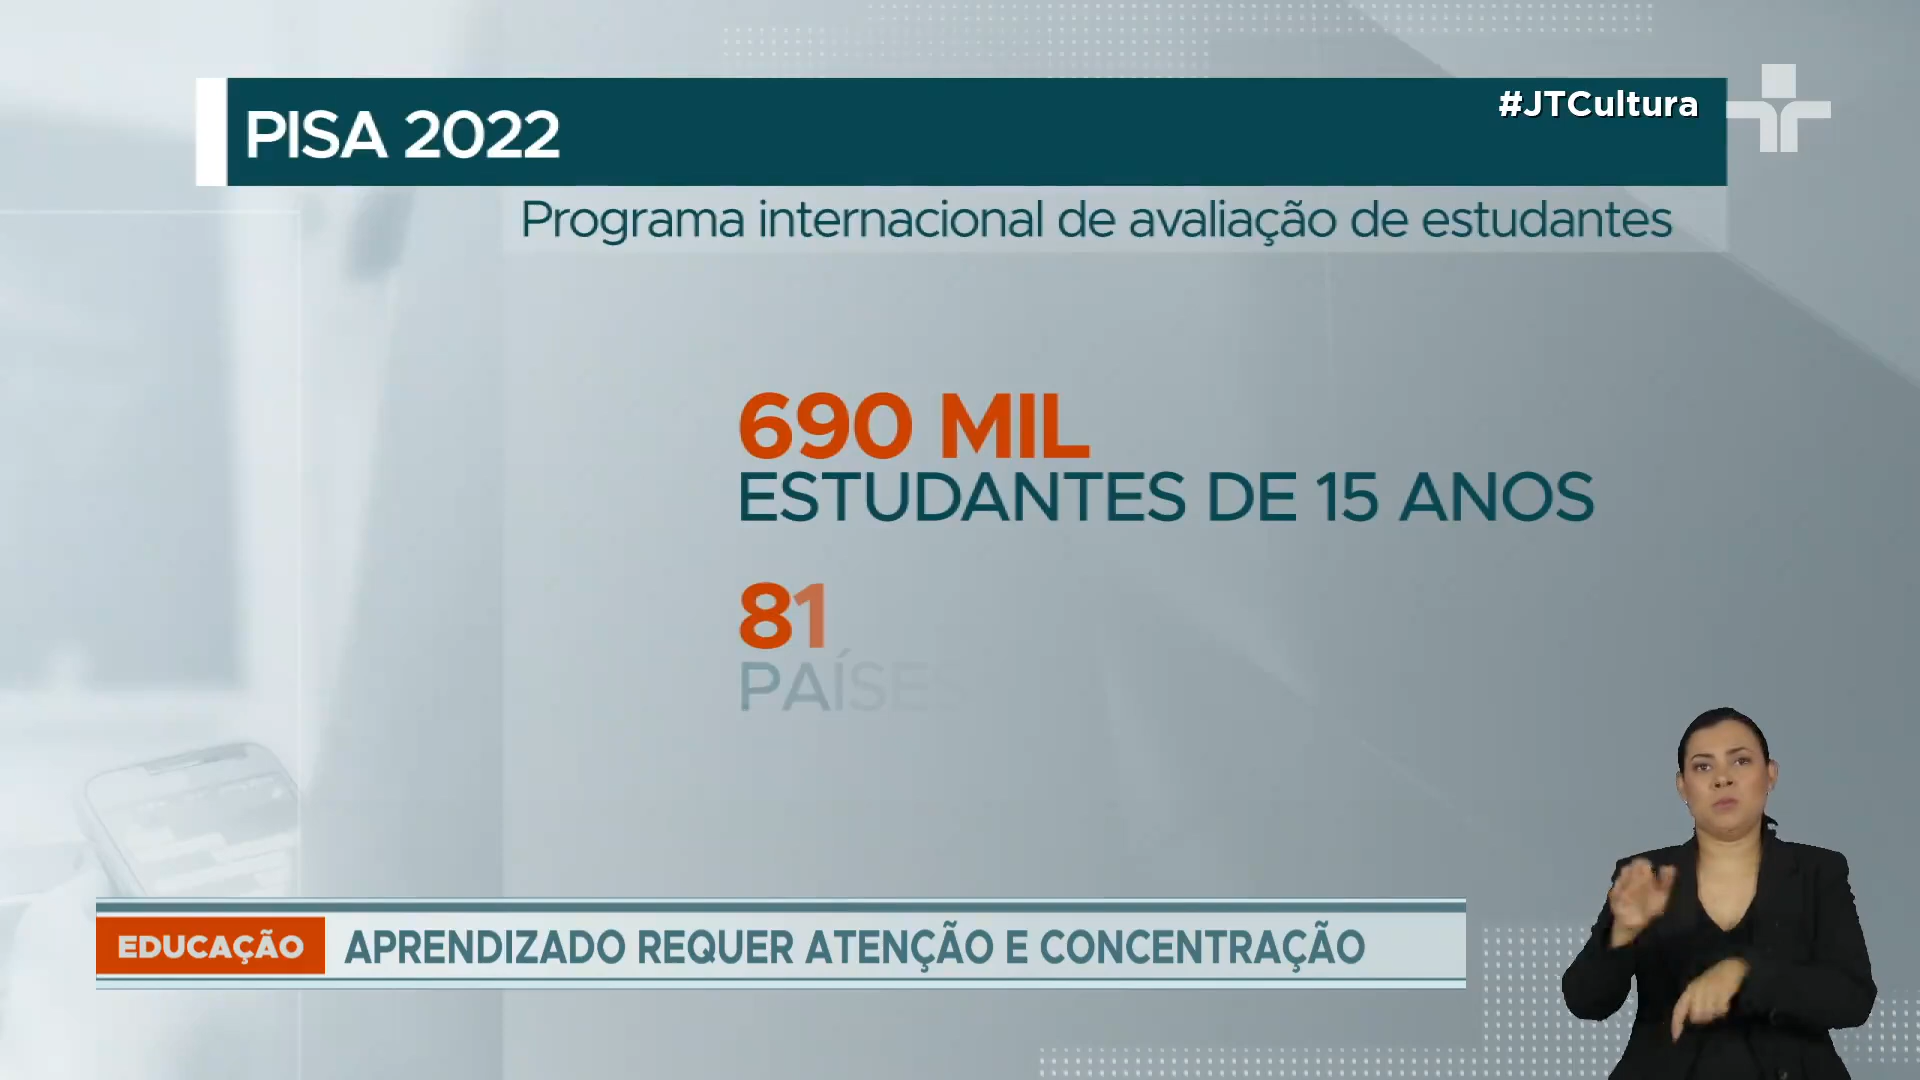 PISA 2022
#JTCultura
Programa internacional de avaliação de estudantes
690 MIL
ESTUDANTES DE 15 ANOS
81
PAÍSES
EDUCAÇÃO
APRENDIZADO REQUER ATENÇÃO E CONCENTRAÇÃO